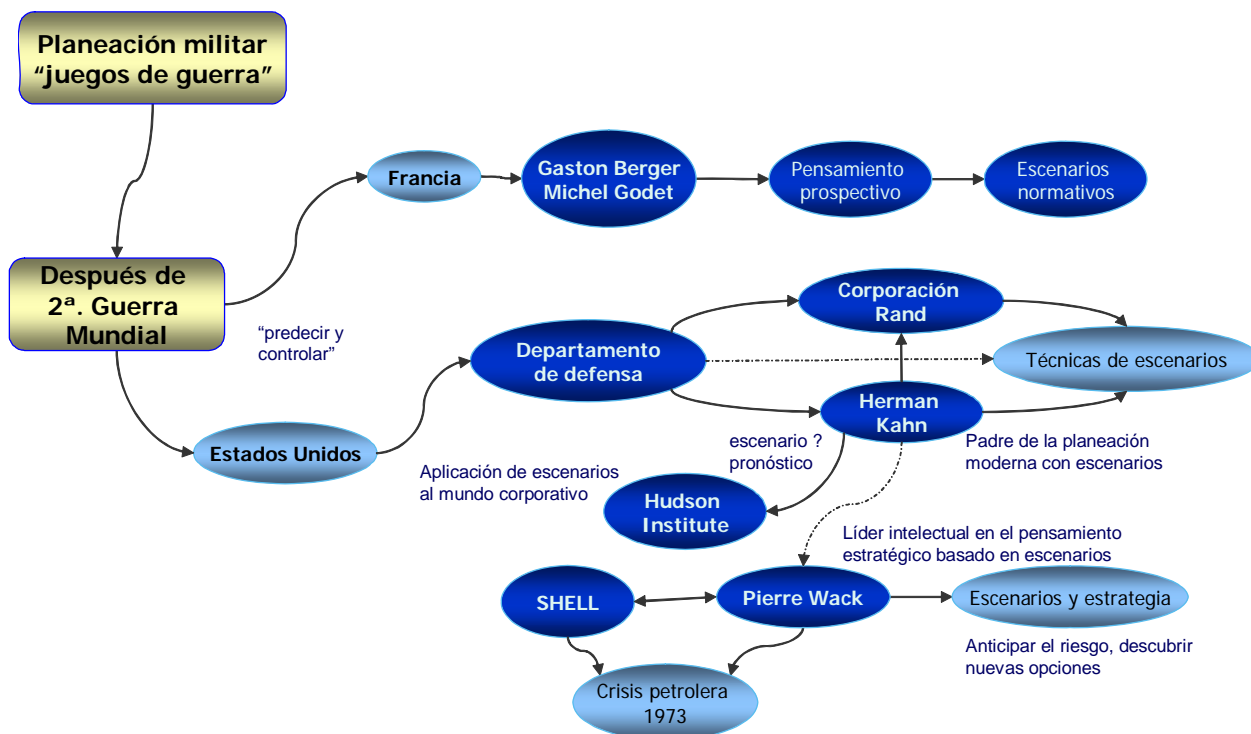 Planeación militar
“juegos de guerra”
Francia
Gaston Berger
Michel Godet
Pensamiento
prospectivo
Escenarios
normativos
Después de
2ª. Guerra
Mundial
“predecir y
controlar”
Corporación
Rand
Departamento
de defensa
Técnicas de escenarios
Herman
Kahn
Estados Unidos
Aplicación de escenarios
al mundo corporativo
escenario ?
pronóstico
Padre de la planeación
moderna con escenarios
Hudson
Institute
Líder intelectual en el pensamiento
estratégico basado en escenarios
SHELL
Pierre Wack
Escenarios y estrategia
Anticipar el riesgo, descubrir
nuevas opciones
Crisis petrolera
1973